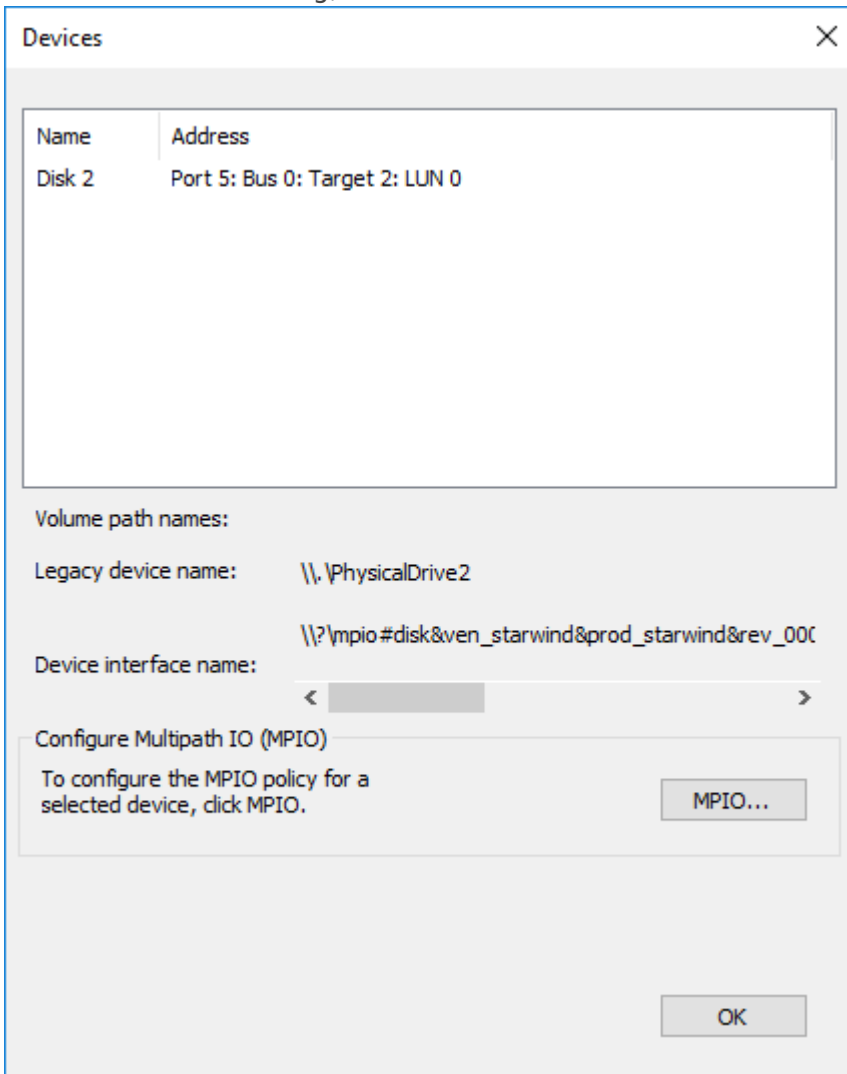 Devices
Name Address
Disk 2 Port 5: Bus 0: Target 2: LUN 0
Volume path names:
Legacy device name: \\.\PhysicalDrive2
\\?\mpio#disk&ven_starwind&prod_starwind&rev_000
Device interface name:
Configure Multipath IO (MPIO)
To configure the MPIO policy for a
selected device, click MPIO.
MPIO...
OK